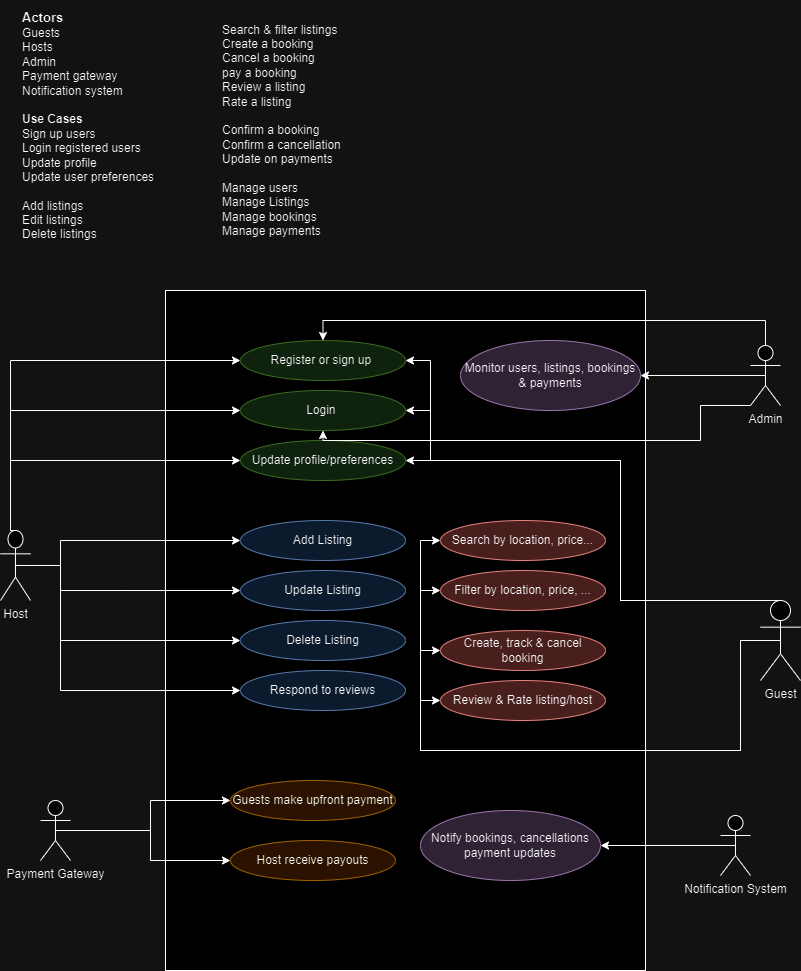 Actors
Guests
Hosts
Admin
Payment gateway
Notification system
Use Cases
Sign up users
Login registered users
Update profile
Update user preferences
Add listings
Edit listings
Delete listings
Search & filter listings
Create a booking
Cancel a booking
pay a booking
Review a listing
Rate a listing
Confirm a booking
Confirm a cancellation
Update on payments
Manage users
Manage Listings
Manage bookings
Manage payments
Register or sign up
Monitor users, listings, bookings
& payments
Admin
Login
Update profile/preferences
Add Listing
Search by location, price...
Host
Update Listing
Filter by location, price, ...
Delete Listing
Create, track & cancel
booking
Respond to reviews
Review & Rate listing/host
Guest
Guests make upfront payment
Notify bookings, cancellations
payment updates
Host receive payouts
Payment Gateway
Notification System